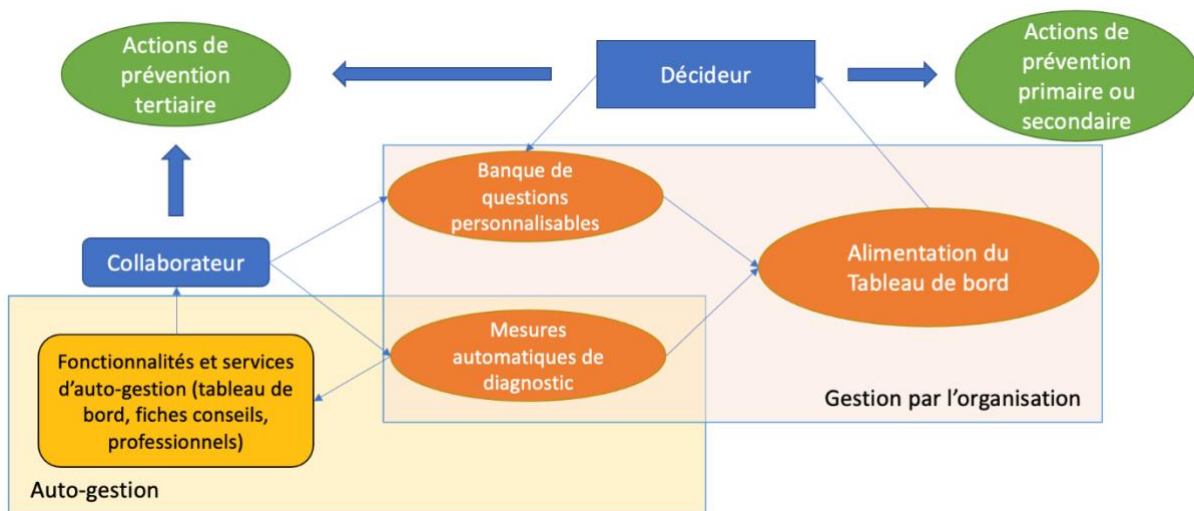 Actions de
prévention
tertiaire
Décideur
Actions de
prévention
primaire ou
secondaire
Banque de
questions
personnalisables
Collaborateur
Alimentation du
Tableau de bord
Mesures
automatiques de
diagnostic
Fonctionnalités et services
d’auto-gestion (tableau de
bord, fiches conseils,
professionnels)
Gestion par l’organisation
Auto-gestion